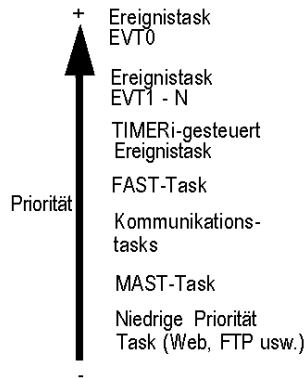 +
Ereignistask
EVT0
Ereignistask
EVT1 - N
TIMERi-gesteuert
Ereignistask
FAST-Task
Priorität
Kommunikations-
tasks
MAST-Task
Niedrige Priorität
Task (Web, FTP usw.)
-